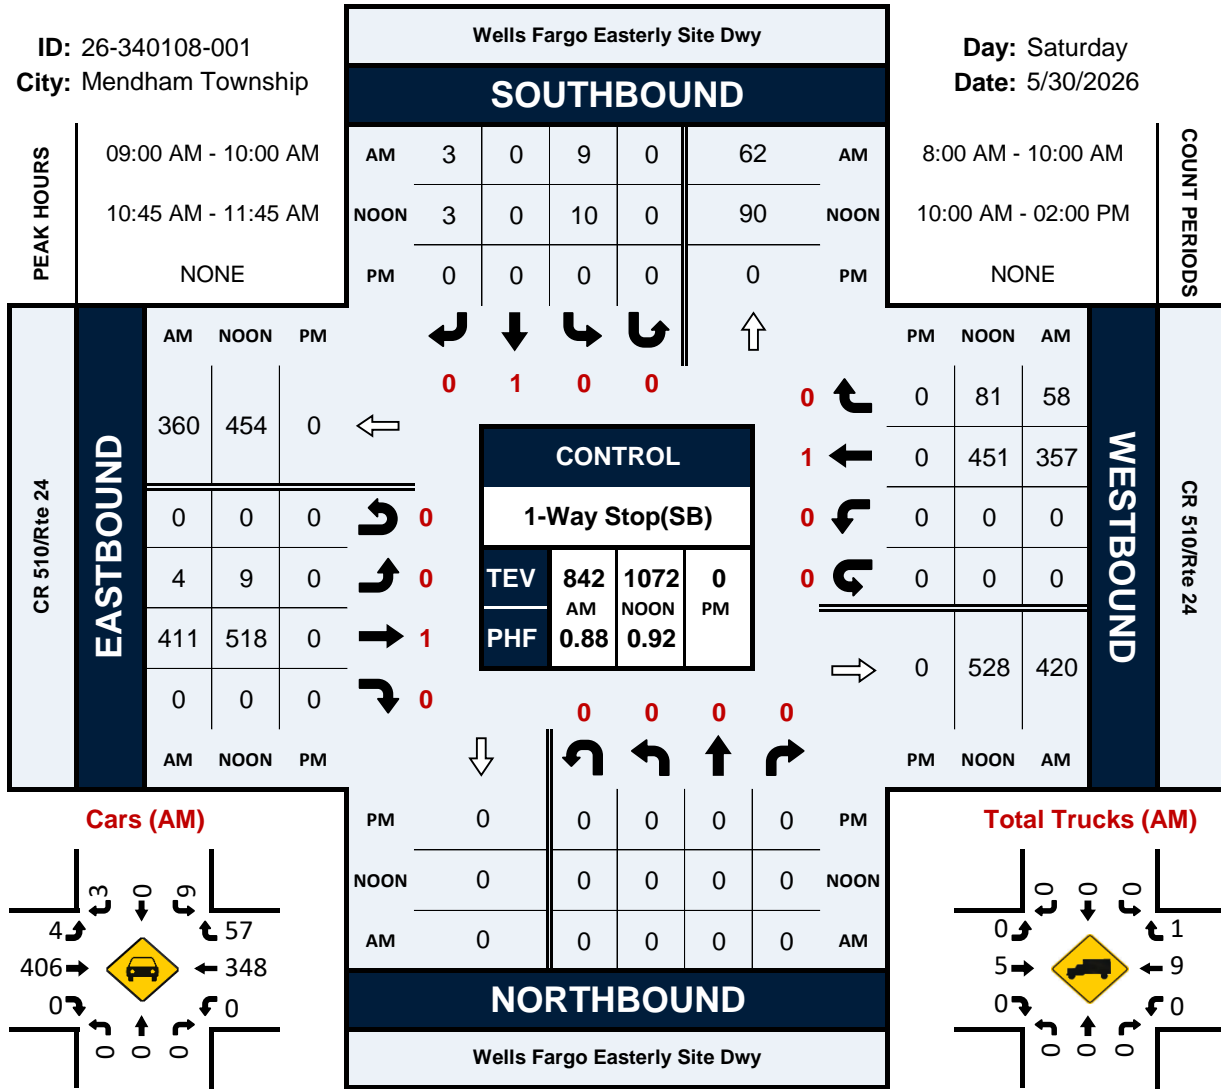 Wells Fargo Easterly Site Dwy
ID: 26-340108-001
City: Mendham Township
Day: Saturday
Date: 5/30/2026
SOUTHBOUND
PEAK HOURS
09:00 AM - 10:00 AM
10:45 AM - 11:45 AM
NONE
AM 3 0 9 0 62 AM
NOON 3 0 10 0 90 NOON
PM 0 0 0 0 0 PM
8:00 AM - 10:00 AM
10:00 AM - 02:00 PM
NONE
COUNT PERIODS
0 1 0 0
CR 510/Rte 24
EASTBOUND
AM NOON PM
360 454 0
0 0 0 0
4 9 0 0
411 518 0 1
0 0 0 0
AM NOON PM
CONTROL
1-Way Stop(SB)
TEV 842 1072 0
AM NOON PM
PHF 0.88 0.92
PM NOON AM
0 0 81 58
1 0 451 357
0 0 0 0
0 0 0 0
0 528 420
PM NOON AM
WESTBOUND
CR 510/Rte 24
0 0 0 0
PM 0 0 0 0 0 PM
NOON 0 0 0 0 0 NOON
AM 0 0 0 0 0 AM
NORTHBOUND
Wells Fargo Easterly Site Dwy
Cars (AM)
3 0 9
4 57
406 348
0 0
0 0 0
Total Trucks (AM)
0 0 0
0 1
5 9
0 0
0 0 0